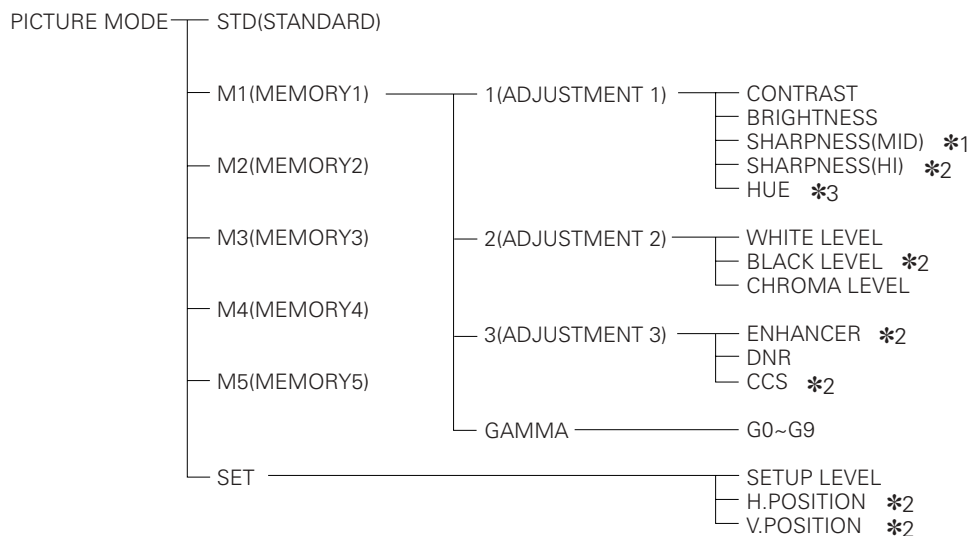 PICTURE MODE
STD(STANDARD)
M1(MEMORY1)
1(ADJUSTMENT 1)
CONTRAST
BRIGHTNESS
SHARPNESS(MID) ✻1
SHARPNESS(HI) ✻2
HUE ✻3
M2(MEMORY2)
M3(MEMORY3)
2(ADJUSTMENT 2)
WHITE LEVEL
BLACK LEVEL ✻2
CHROMA LEVEL
M4(MEMORY4)
3(ADJUSTMENT 3)
ENHANCER ✻2
DNR
CCS ✻2
M5(MEMORY5)
GAMMA
G0~G9
SET
SETUP LEVEL
H.POSITION ✻2
V.POSITION ✻2